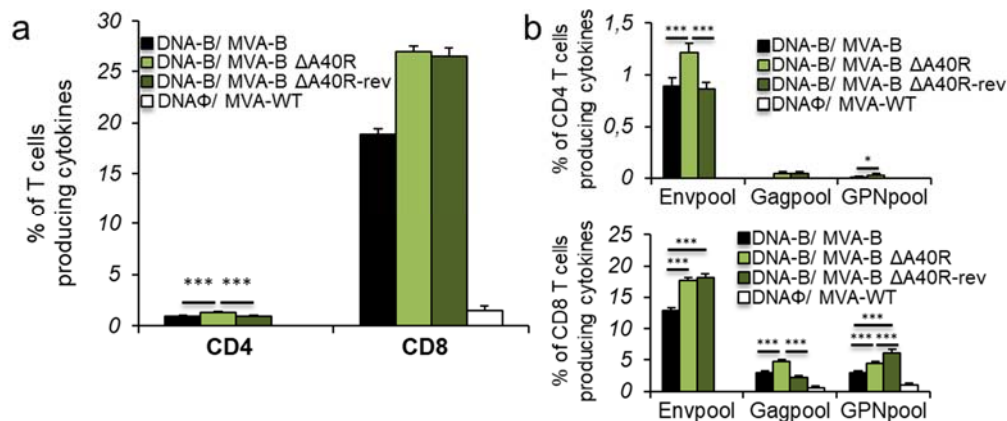 a
% of T cells
producing cytokines
30
25
20
15
10
5
0
DNA-B/ MVA-B
DNA-B/ MVA-B ΔA40R
DNA-B/ MVA-B ΔA40R-rev
DNAΦ/ MVA-WT
*** ***
CD4 CD8
b
% of CD4 T cells
producing cytokines
1,5
1
0,5
0
*** ***
DNA-B/ MVA-B
DNA-B/ MVA-B ΔA40R
DNA-B/ MVA-B ΔA40R-rev
DNAΦ/ MVA-WT
*
Envpool Gagpool GPNpool
% of CD8 T cells
producing cytokines
25
20
15
10
5
0
***
***
DNA-B/ MVA-B
DNA-B/ MVA-B ΔA40R
DNA-B/ MVA-B ΔA40R-rev
DNAΦ/ MVA-WT
*** ***
***
*** ***
Envpool Gagpool GPNpool